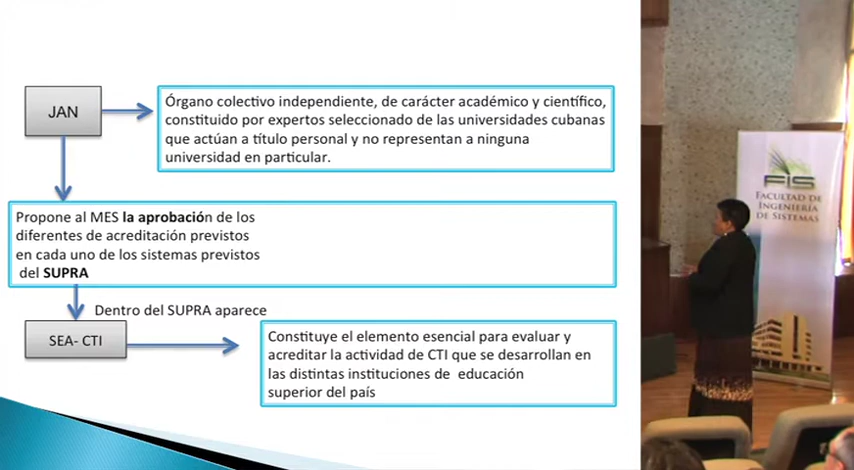 JAN
Órgano colectivo independiente, de carácter académico y científico,
constituido por expertos seleccionado de las universidades cubanas
que actúan a título personal y no representan a ninguna
universidad en particular.
Propone al MES la aprobación de los
diferentes de acreditación previstos
en cada uno de los sistemas previstos
del SUPRA
Dentro del SUPRA aparece
SEA- CTI
Constituye el elemento esencial para evaluar y
acreditar la actividad de CTI que se desarrollan en
las distintas instituciones de educación
superior del país
FIS
FACULTAD DE
INGENIERÍA
DE SISTEMAS